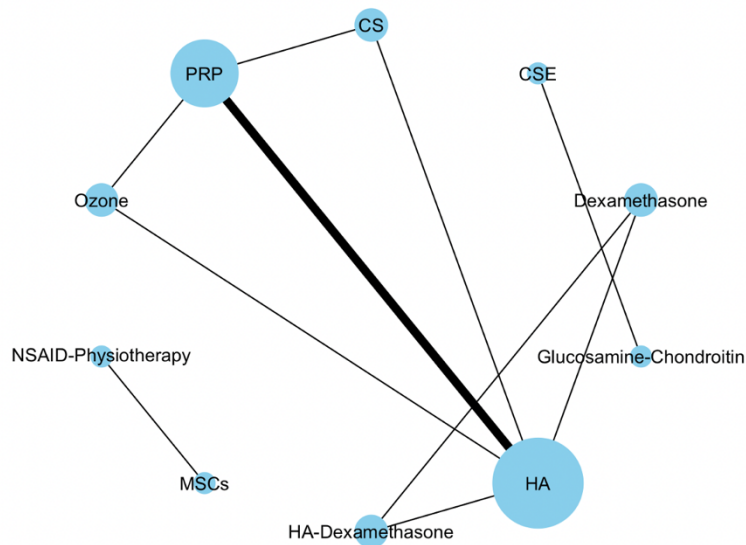 CS
PRP
CSE
Ozone
Dexamethasone
NSAID-Physiotherapy
Glucosamine-Chondroitin
MSCs
HA
HA-Dexamethasone